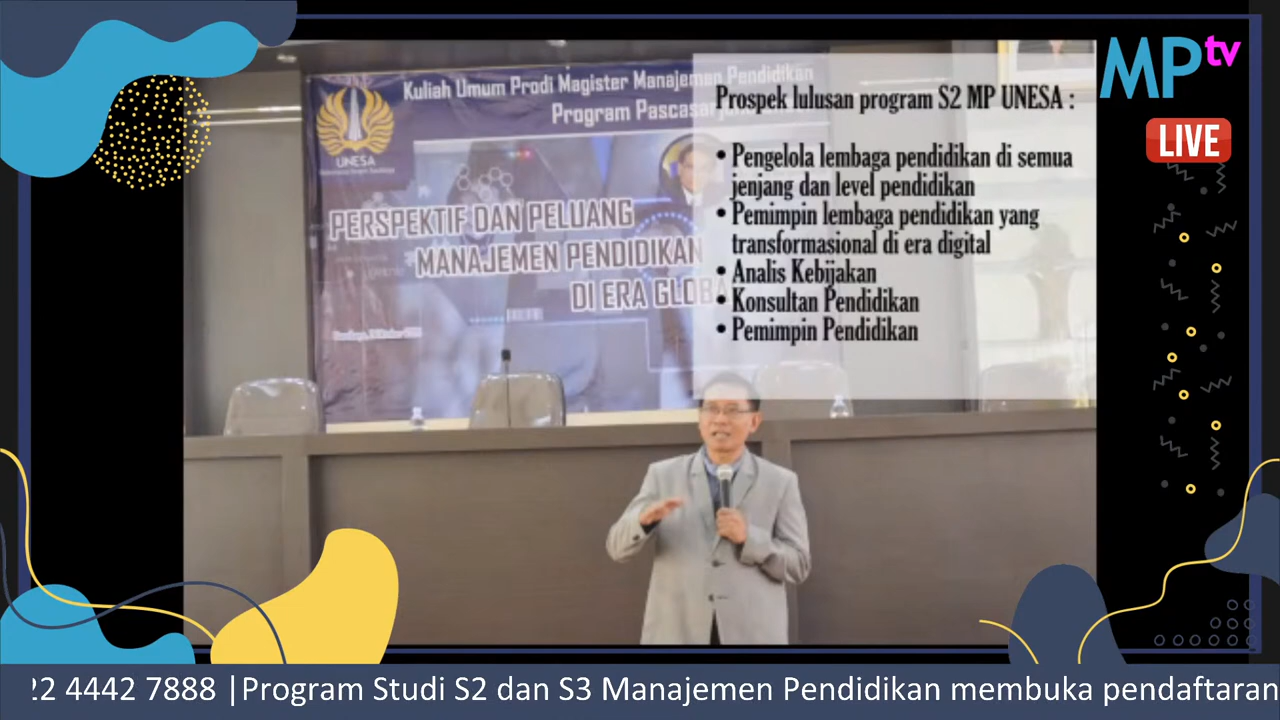 MP tv
LIVE
Kuliah Umum Prodi Magister Manajemen Pendidikan
Program Pascasarjana
UNESA
PERSPEKTIF DAN PELUANG
MANAJEMEN PENDIDIKAN
DI ERA GLOBA
Prospek lulusan program S2 MP UNESA :
• Pengelola lembaga pendidikan di semua
jenjang dan level pendidikan
• Pemimpin lembaga pendidikan yang
transformasional di era digital
• Analis Kebijakan
• Konsultan Pendidikan
• Pemimpin Pendidikan
22 4442 7888 |Program Studi S2 dan S3 Manajemen Pendidikan membuka pendaftaran